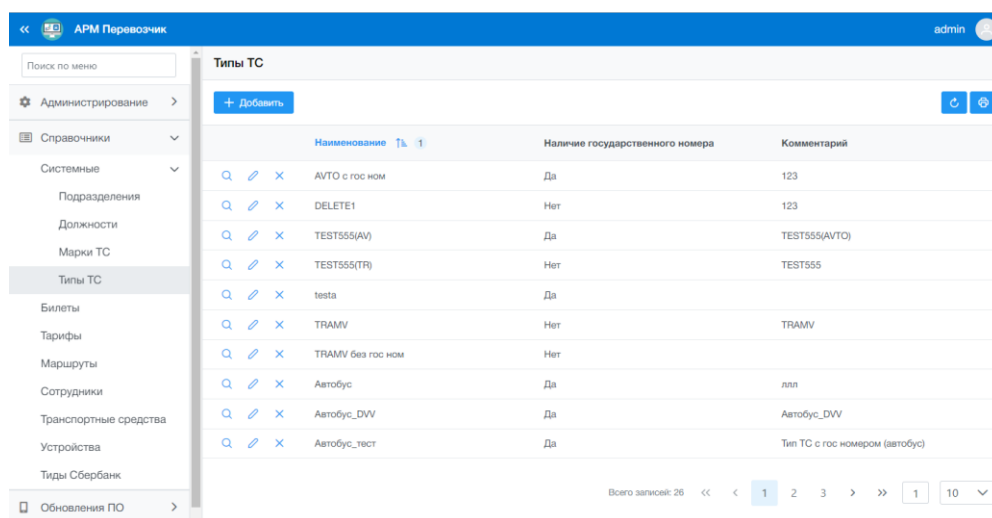 АРМ Перевозчик admin
Поиск по меню
Администрирование
Справочники
Системные
Подразделения
Должности
Марки ТС
Типы ТС
Билеты
Тарифы
Маршруты
Сотрудники
Транспортные средства
Устройства
Тиды Сбербанк
Обновления ПО
Типы ТС
+ Добавить
Наименование 1 Наличие государственного номера Комментарий
AVTO с гос ном Да 123
DELETE1 Нет 123
TEST555(AV) Да TEST555(AVTO)
TEST555(TR) Нет TEST555
testa Да
TRAMV Нет TRAMV
TRAMV без гос ном Нет
Автобус Да ллл
Автобус_DVV Да Автобус_DVV
Автобус_тест Да Тип ТС с гос номером (автобус)
Всего записей: 26 << < 1 2 3 > >> 1 10